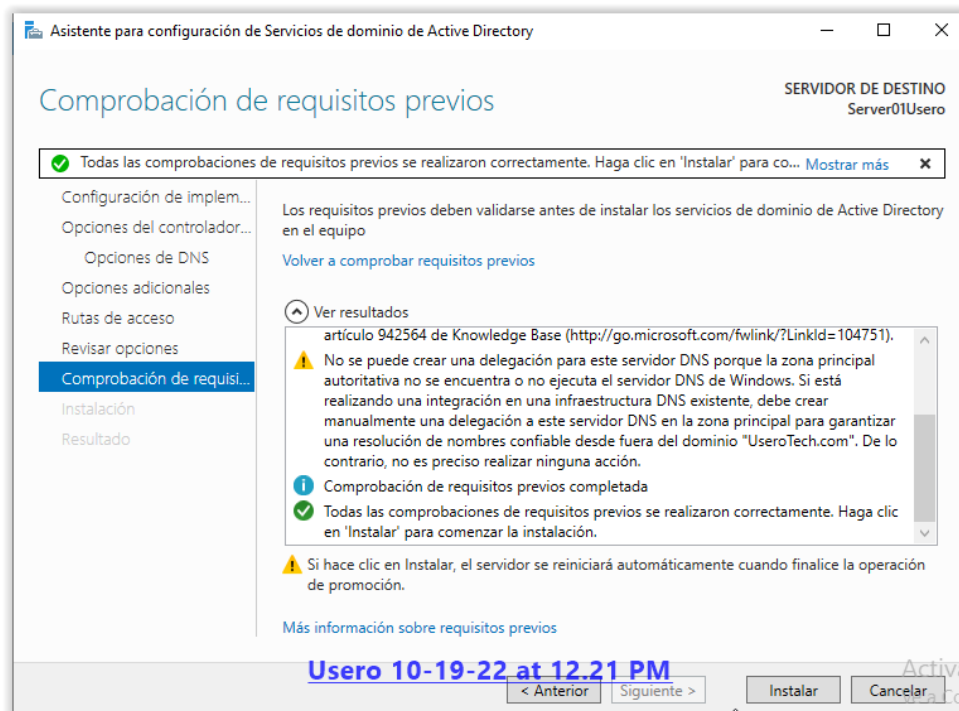 Asistente para configuración de Servicios de dominio de Active Directory
Comprobación de requisitos previos
SERVIDOR DE DESTINO
Server01Usero
Todas las comprobaciones de requisitos previos se realizaron correctamente. Haga clic en 'Instalar' para co... Mostrar más
Configuración de implem...
Opciones del controlador...
Opciones de DNS
Opciones adicionales
Rutas de acceso
Revisar opciones
Comprobación de requisi...
Instalación
Resultado
Los requisitos previos deben validarse antes de instalar los servicios de dominio de Active Directory
en el equipo
Volver a comprobar requisitos previos
Ver resultados
artículo 942564 de Knowledge Base (http://go.microsoft.com/fwlink/?LinkId=104751).
No se puede crear una delegación para este servidor DNS porque la zona principal
autoritativa no se encuentra o no ejecuta el servidor DNS de Windows. Si está
realizando una integración en una infraestructura DNS existente, debe crear
manualmente una delegación a este servidor DNS en la zona principal para garantizar
una resolución de nombres confiable desde fuera del dominio "UseroTech.com". De lo
contrario, no es preciso realizar ninguna acción.
Comprobación de requisitos previos completada
Todas las comprobaciones de requisitos previos se realizaron correctamente. Haga clic
en 'Instalar' para comenzar la instalación.
Si hace clic en Instalar, el servidor se reiniciará automáticamente cuando finalice la operación
de promoción.
Más información sobre requisitos previos
Usero 10-19-22 at 12.21 PM
< Anterior
Siguiente >
Instalar
Cancelar